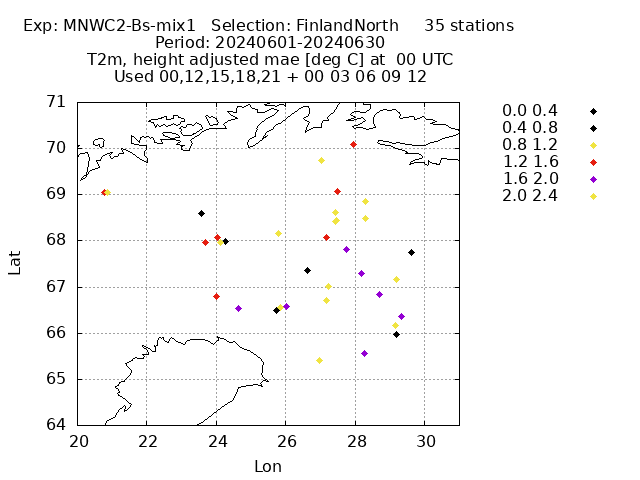 Exp: MNWC2-Bs-mix1 Selection: FinlandNorth 35 stations
Period: 20240601-20240630
T2m, height adjusted mae [deg C] at 00 UTC
Used 00,12,15,18,21 + 00 03 06 09 12
71
70
69
68
67
66
65
64
20 22 24 26 28 30
Lat
Lon
0.0 0.4
0.4 0.8
0.8 1.2
1.2 1.6
1.6 2.0
2.0 2.4